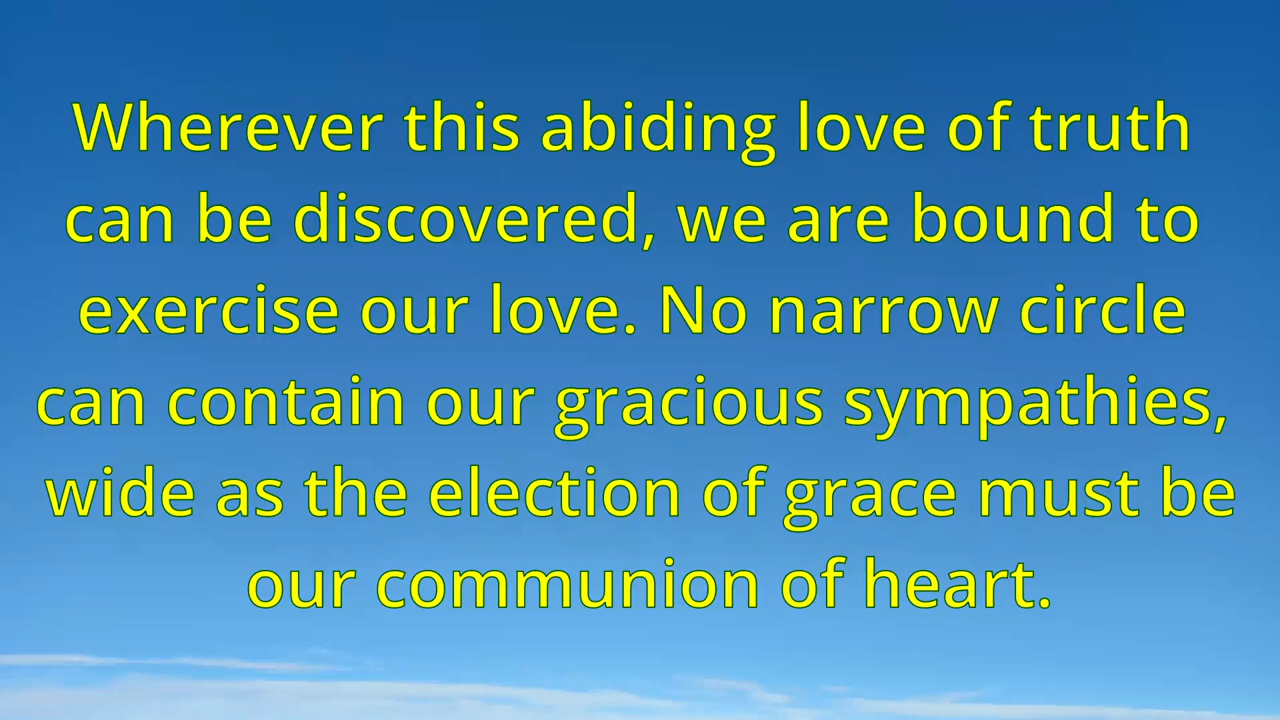 Wherever this abiding love of truth
can be discovered, we are bound to
exercise our love. No narrow circle
can contain our gracious sympathies,
wide as the election of grace must be
our communion of heart.